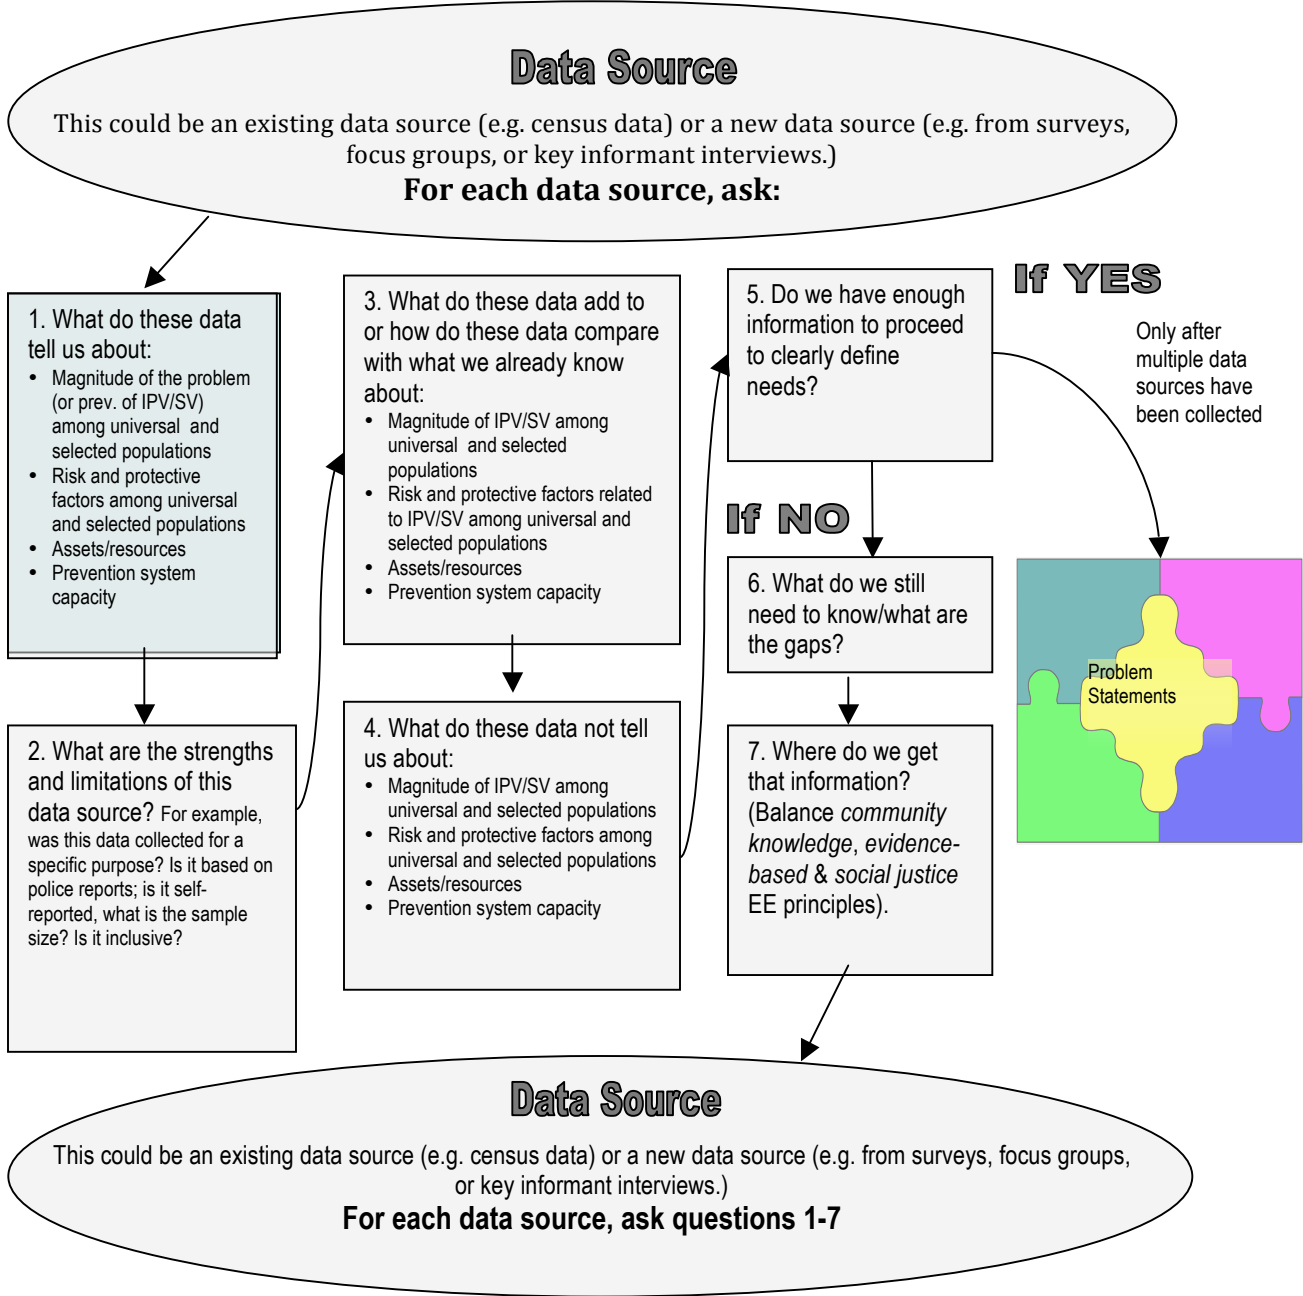 Data Source
This could be an existing data source (e.g. census data) or a new data source (e.g. from surveys,
focus groups, or key informant interviews.)
For each data source, ask:
1. What do these data
tell us about:
• Magnitude of the problem
(or prev. of IPV/SV)
among universal and
selected populations
• Risk and protective
factors among universal
and selected populations
• Assets/resources
• Prevention system
capacity
2. What are the strengths
and limitations of this
data source? For example,
was this data collected for a
specific purpose? Is it based on
police reports; is it self-
reported, what is the sample
size? Is it inclusive?
3. What do these data add to
or how do these data compare
with what we already know
about:
• Magnitude of IPV/SV among
universal and selected
populations
• Risk and protective factors related
to IPV/SV among universal and
selected populations
• Assets/resources
• Prevention system capacity
4. What do these data not tell
us about:
• Magnitude of IPV/SV among
universal and selected populations
• Risk and protective factors among
universal and selected populations
• Assets/resources
• Prevention system capacity
5. Do we have enough
information to proceed
to clearly define
needs?
If YES
Only after
multiple data
sources have
been collected
If NO
6. What do we still
need to know/what are
the gaps?
7. Where do we get
that information?
(Balance community
knowledge, evidence-
based & social justice
EE principles).
Problem
Statements
Data Source
This could be an existing data source (e.g. census data) or a new data source (e.g. from surveys, focus groups,
or key informant interviews.)
For each data source, ask questions 1-7